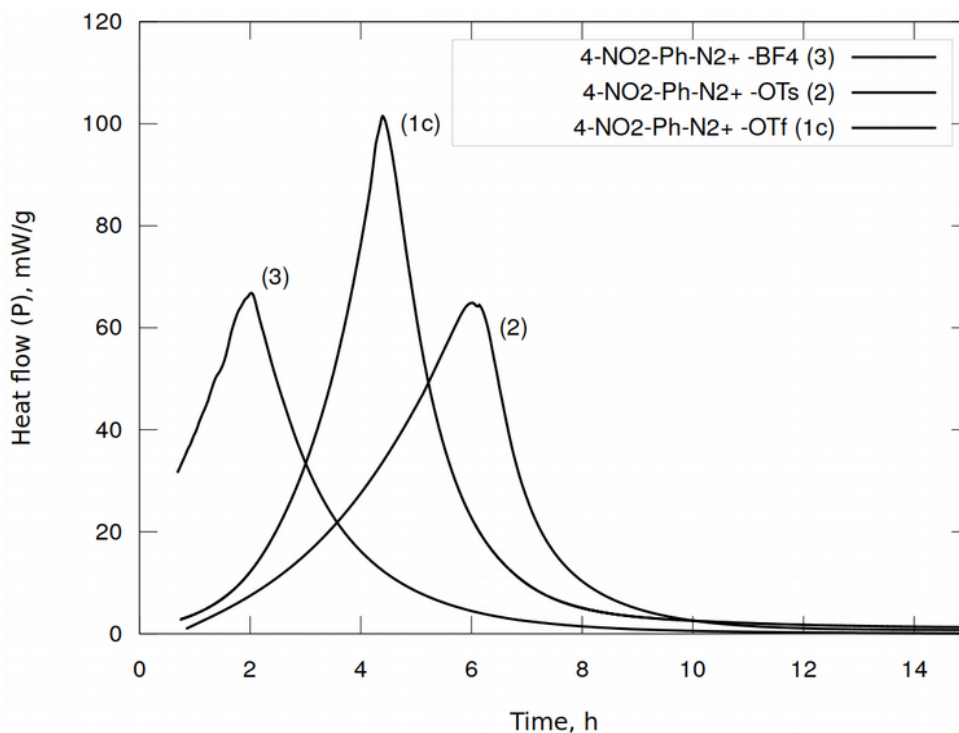 120
100
80
60
40
20
0
Heat flow (P), mW/g
4-NO2-Ph-N2+ -BF4 (3)
4-NO2-Ph-N2+ -OTs (2)
4-NO2-Ph-N2+ -OTf (1c)
(1c)
(3)
(2)
0 2 4 6 8 10 12 14
Time, h